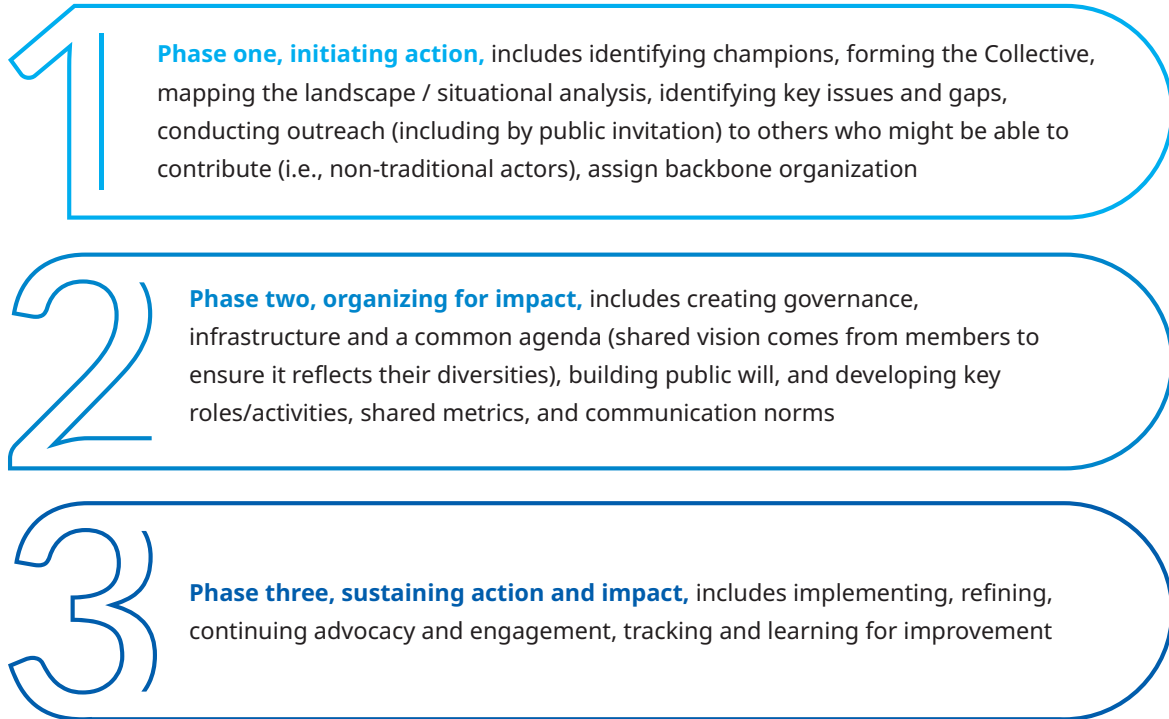 1
Phase one, initiating action, includes identifying champions, forming the Collective,
mapping the landscape / situational analysis, identifying key issues and gaps,
conducting outreach (including by public invitation) to others who might be able to
contribute (i.e., non-traditional actors), assign backbone organization
2
Phase two, organizing for impact, includes creating governance,
infrastructure and a common agenda (shared vision comes from members to
ensure it reflects their diversities), building public will, and developing key
roles/activities, shared metrics, and communication norms
3
Phase three, sustaining action and impact, includes implementing, refining,
continuing advocacy and engagement, tracking and learning for improvement